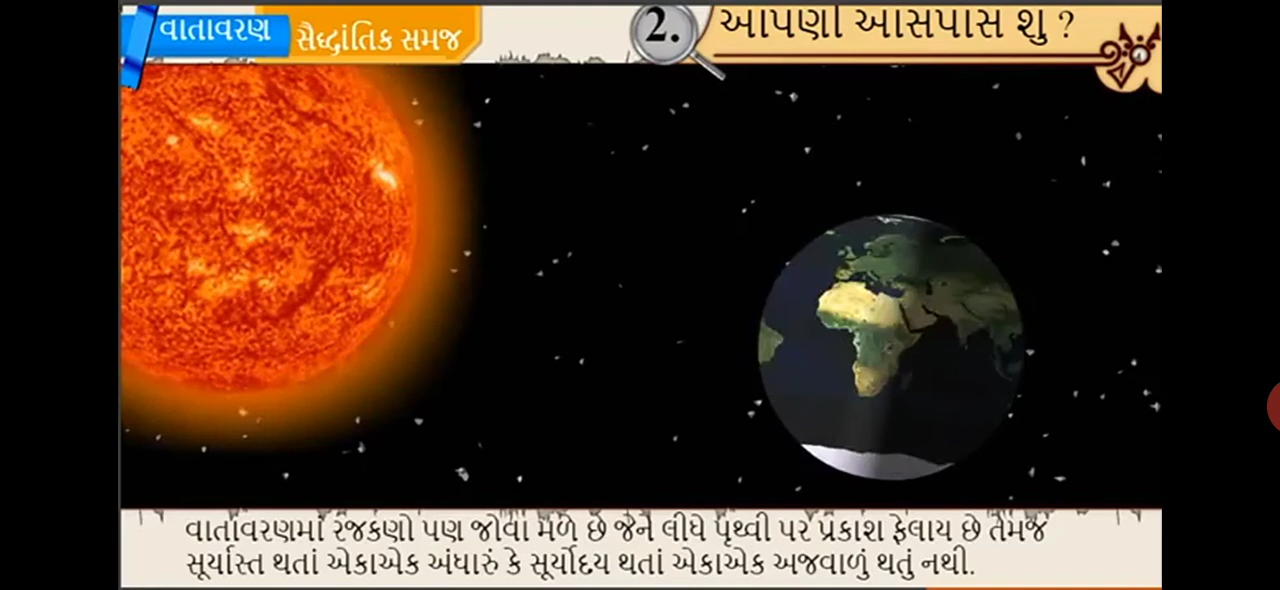 વાતાવરણ
સૈદ્ધાંતિક સમજ
2.
આપણી આસપાસ શુ ?
વાતાવરણમાં રજકણો પણ જોવા મળે છે જેને લીધે પૃથ્વી પર પ્રકાશ ફેલાય છે તેમજ
સૂર્યાસ્ત થતાં એકાએક અંધારું કે સૂર્યોદય થતાં એકાએક અજવાળું થતું નથી.